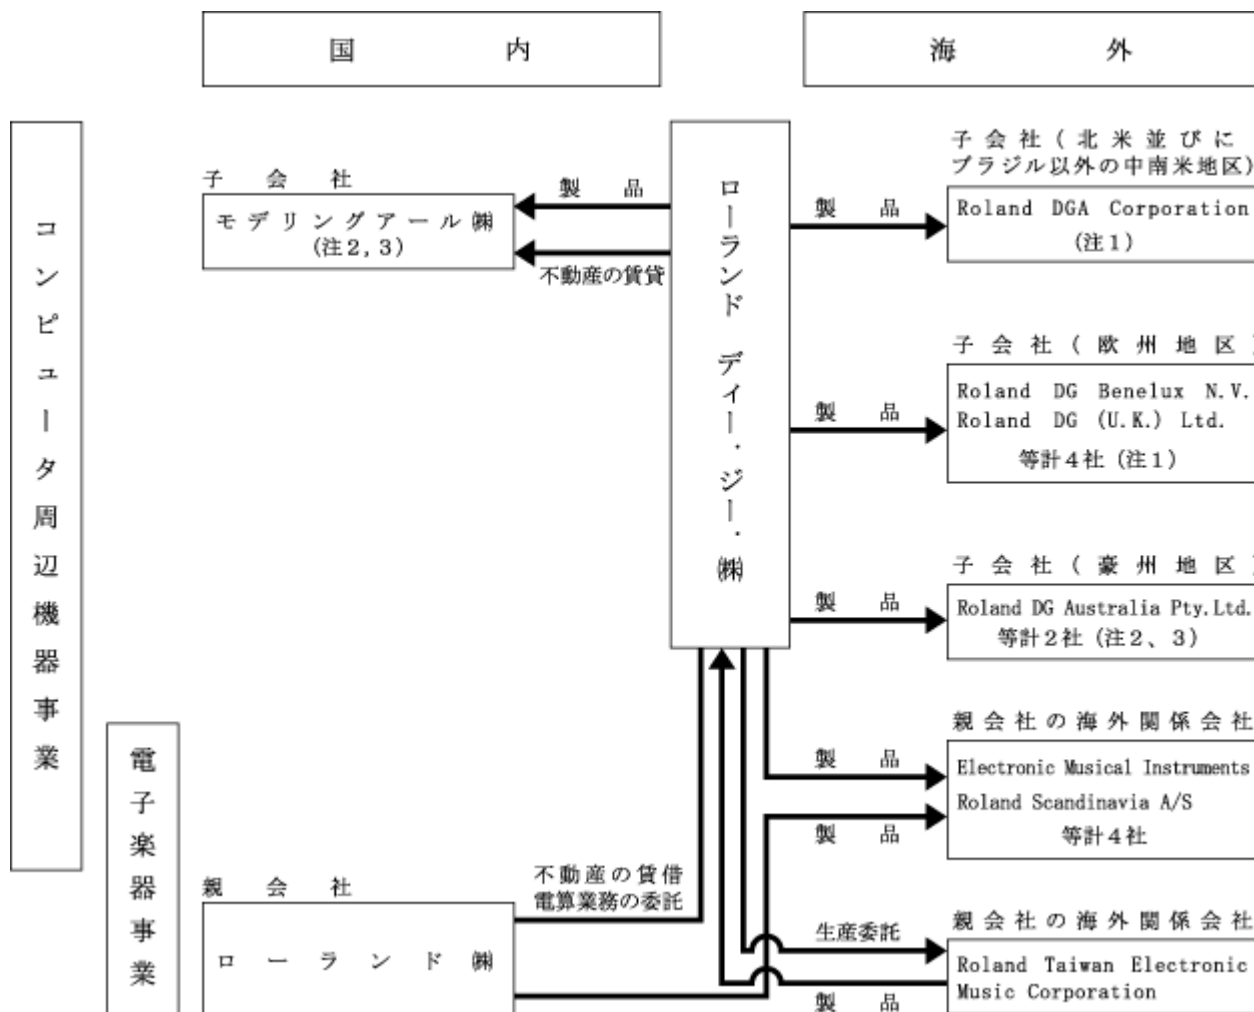 国 内
海 外
コンピュータ周辺機器事業
電子楽器事業
子会社
モデリングアール㈱
(注2,3)
製品
不動産の賃貸
ローランド ディー.ジー.㈱
子会社(北米並びに
ブラジル以外の中南米地区)
製品
Roland DGA Corporation
(注1)
子会社(欧州地区)
製品
Roland DG Benelux N.V.
Roland DG (U.K.) Ltd.
等計4社(注1)
子会社(豪州地区)
製品
Roland DG Australia Pty.Ltd.
等計2社(注2、3)
親会社の海外関係会社
製品
Electronic Musical Instruments
Roland Scandinavia A/S
製品
等計4社
親会社
不動産の賃借
電算業務の委託
ローランド㈱
親会社の海外関係会社
生産委託
Roland Taiwan Electronic
Music Corporation
製品